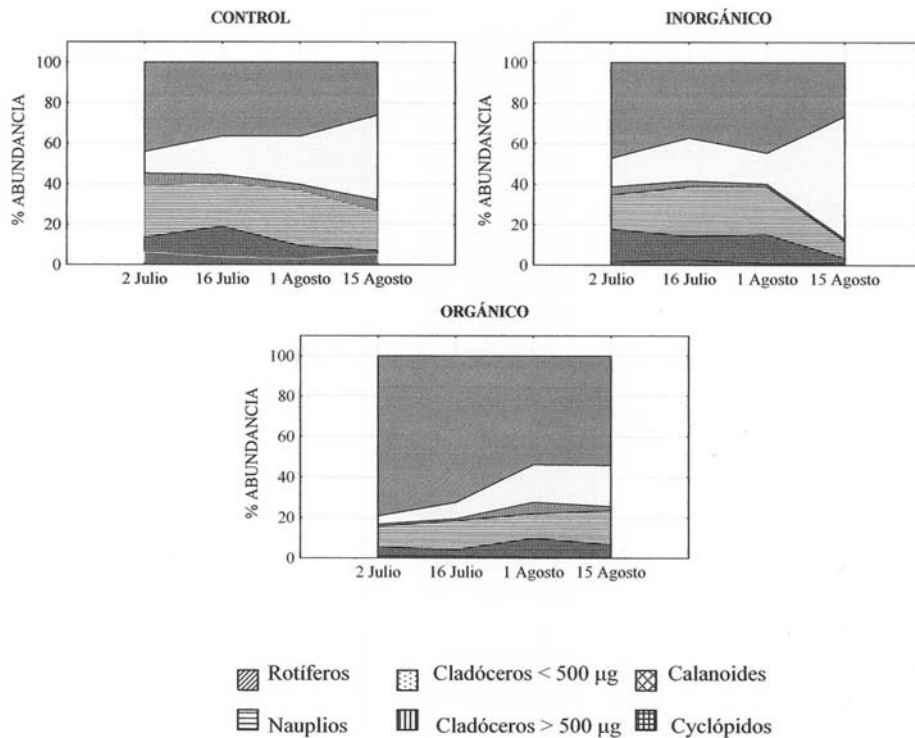 CONTROL
% ABUNDANCIA
100
80
60
40
20
0
2 Julio 16 Julio 1 Agosto 15 Agosto
INORGÁNICO
% ABUNDANCIA
100
80
60
40
20
0
2 Julio 16 Julio 1 Agosto 15 Agosto
ORGÁNICO
% ABUNDANCIA
100
80
60
40
20
0
2 Julio 16 Julio 1 Agosto 15 Agosto
Rotíferos Cladóceros < 500 µg Calanoides
Nauplios Cladóceros > 500 µg Cyclópidos